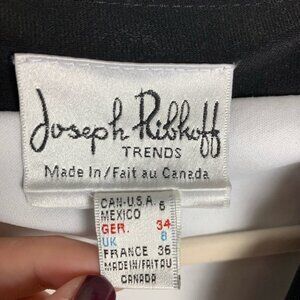 Joseph Ribkoff
TRENDS
Made In/Fait au Canada
CAN-U.S.A. 6
MEXICO
GER. 34
UK 8
FRANCE 36
MADE IN/FAIT AU
CANADA